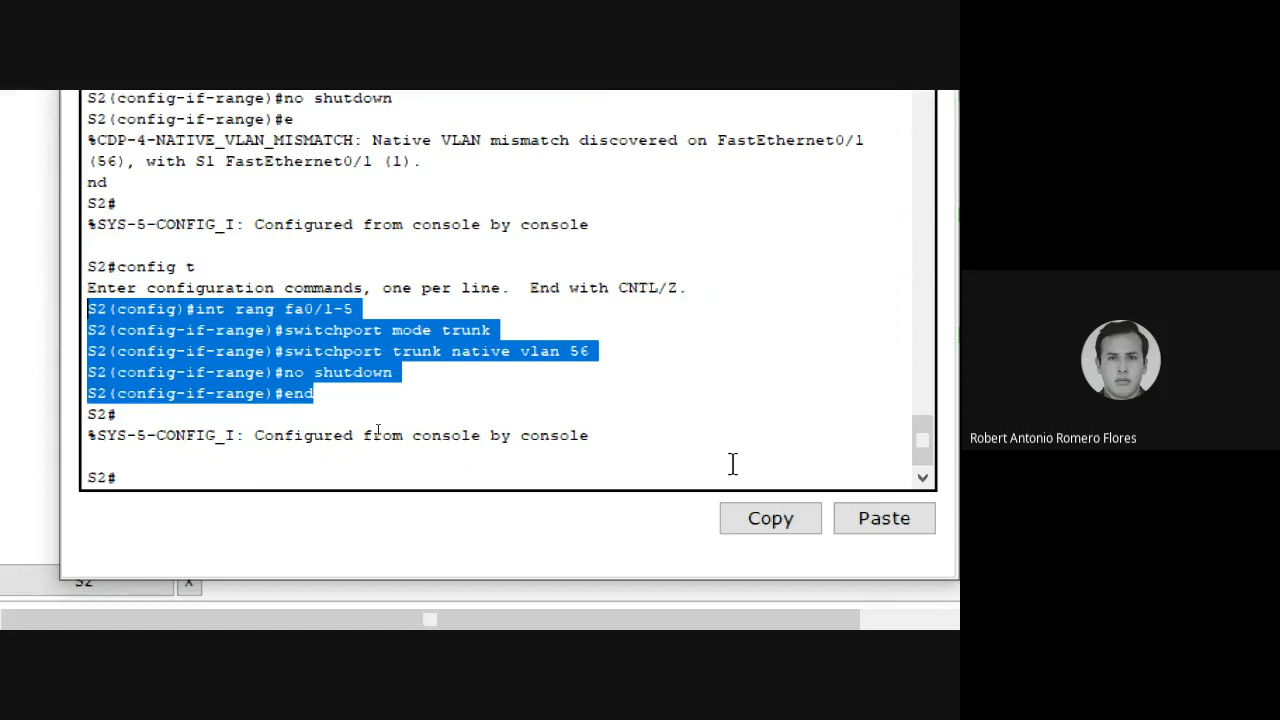 S2(config-if-range)#no shutdown
S2(config-if-range)#e
%CDP-4-NATIVE_VLAN_MISMATCH: Native VLAN mismatch discovered on FastEthernet0/1
(56), with S1 FastEthernet0/1 (1).
nd
S2#
%SYS-5-CONFIG_I: Configured from console by console
S2#config t
Enter configuration commands, one per line.  End with CNTL/Z.
S2(config)#int rang fa0/1-5
S2(config-if-range)#switchport mode trunk
S2(config-if-range)#switchport trunk native vlan 56
S2(config-if-range)#no shutdown
S2(config-if-range)#end
S2#
%SYS-5-CONFIG_I: Configured from console by console
S2#
Copy
Paste
S2
X
Robert Antonio Romero Flores